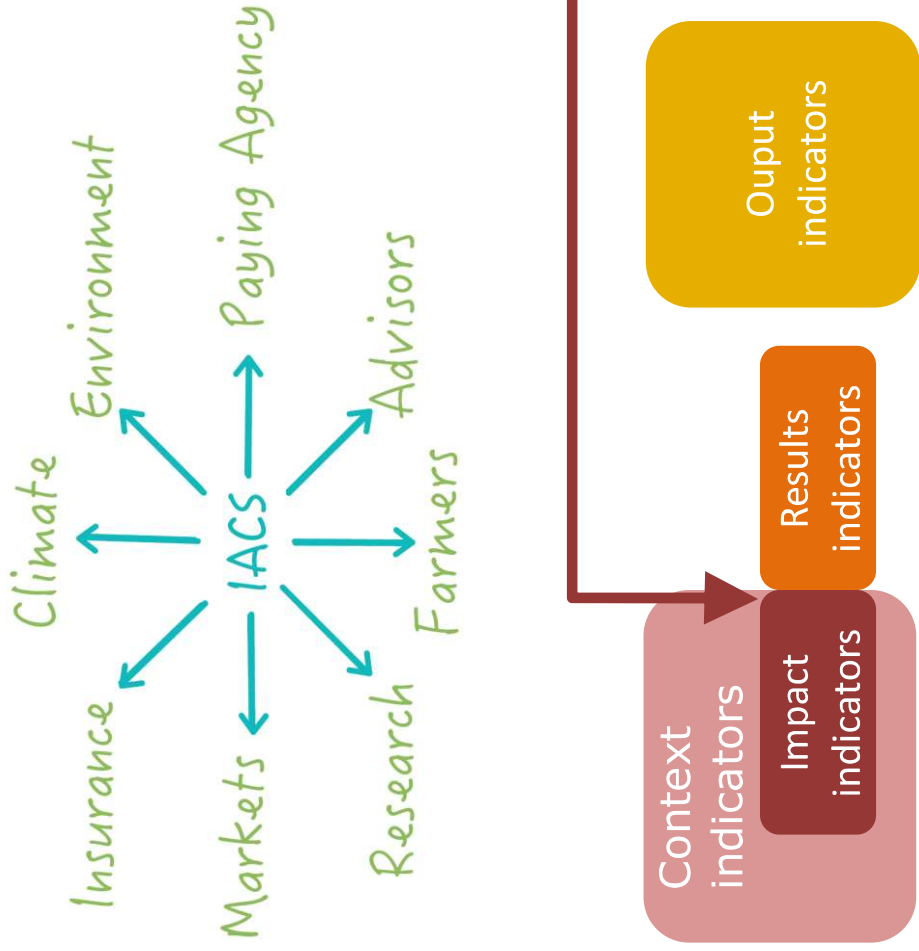 Climate
Insurance
Environment
Markets
IACS
Paying Agency
Research
Advisors
Farmers
Context
indicators
Impact
indicators
Results
indicators
Ouput
indicators